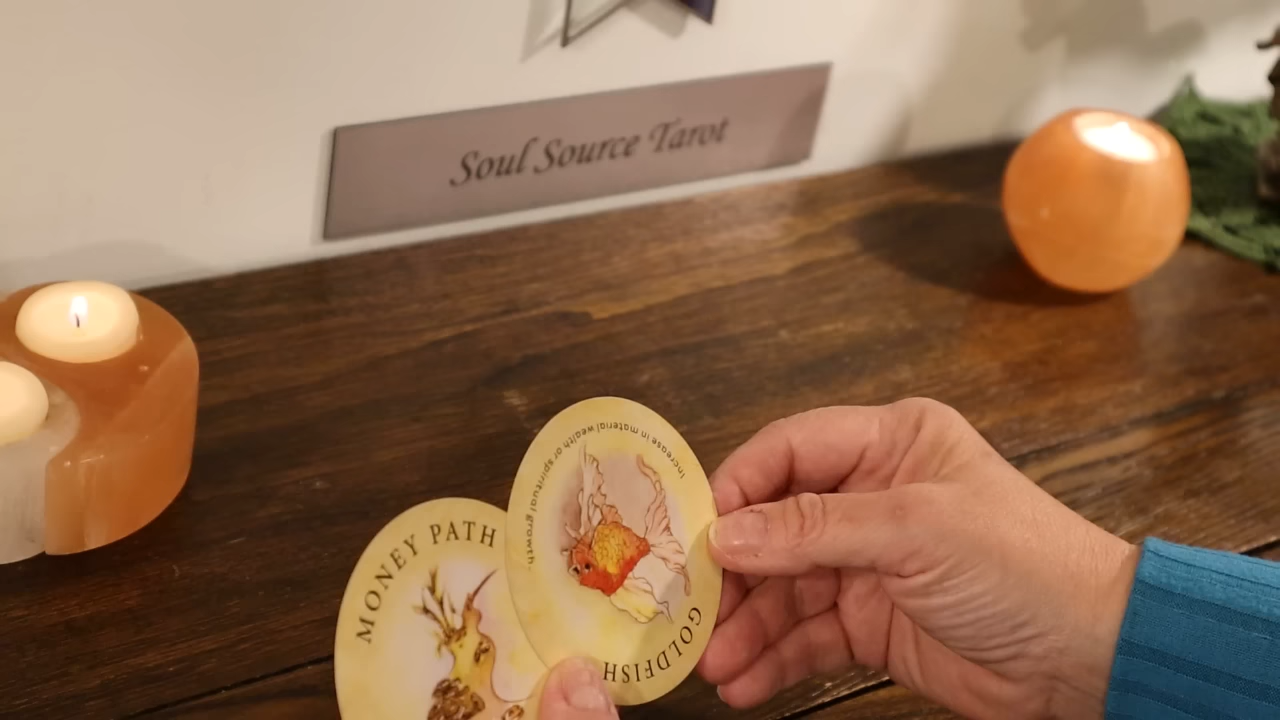 Soul Source Tarot
MONEY PATH
Increase in material wealth or spiritual growth.
GOLDFISH